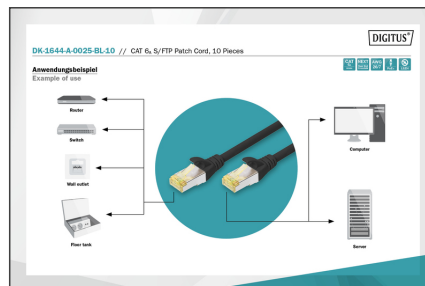 DIGITUS®
DK-1644-A-0025-BL-10 // CAT 6A S/FTP Patch Cord, 10 Pieces
Anwendungsbeispiel
Example of use
Router
Switch
Wall outlet
Floor tank
Computer
Server